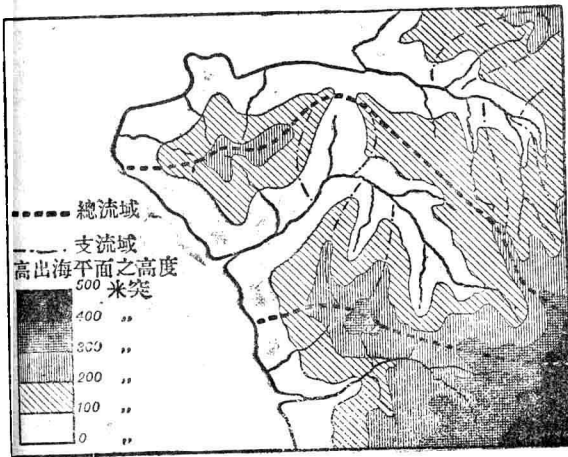 總流域
支流域
高出海平面之高度
500 米突
400 〃
300 〃
200 〃
100 〃
0 〃